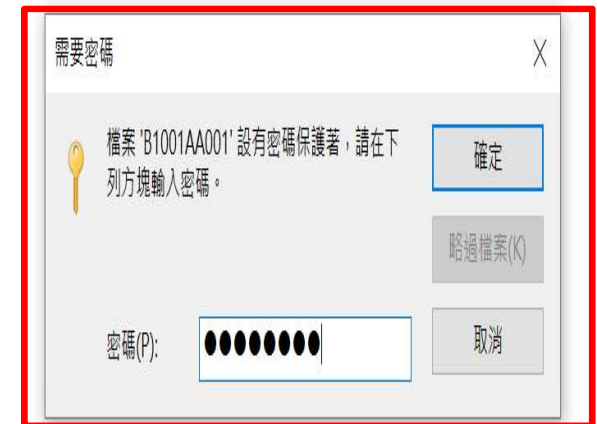 需要密碼
檔案 'B1001AA001' 設有密碼保護著，請在下
列方塊輸入密碼。
確定
略過檔案(K)
密碼(P):
●●●●●●●●
取消